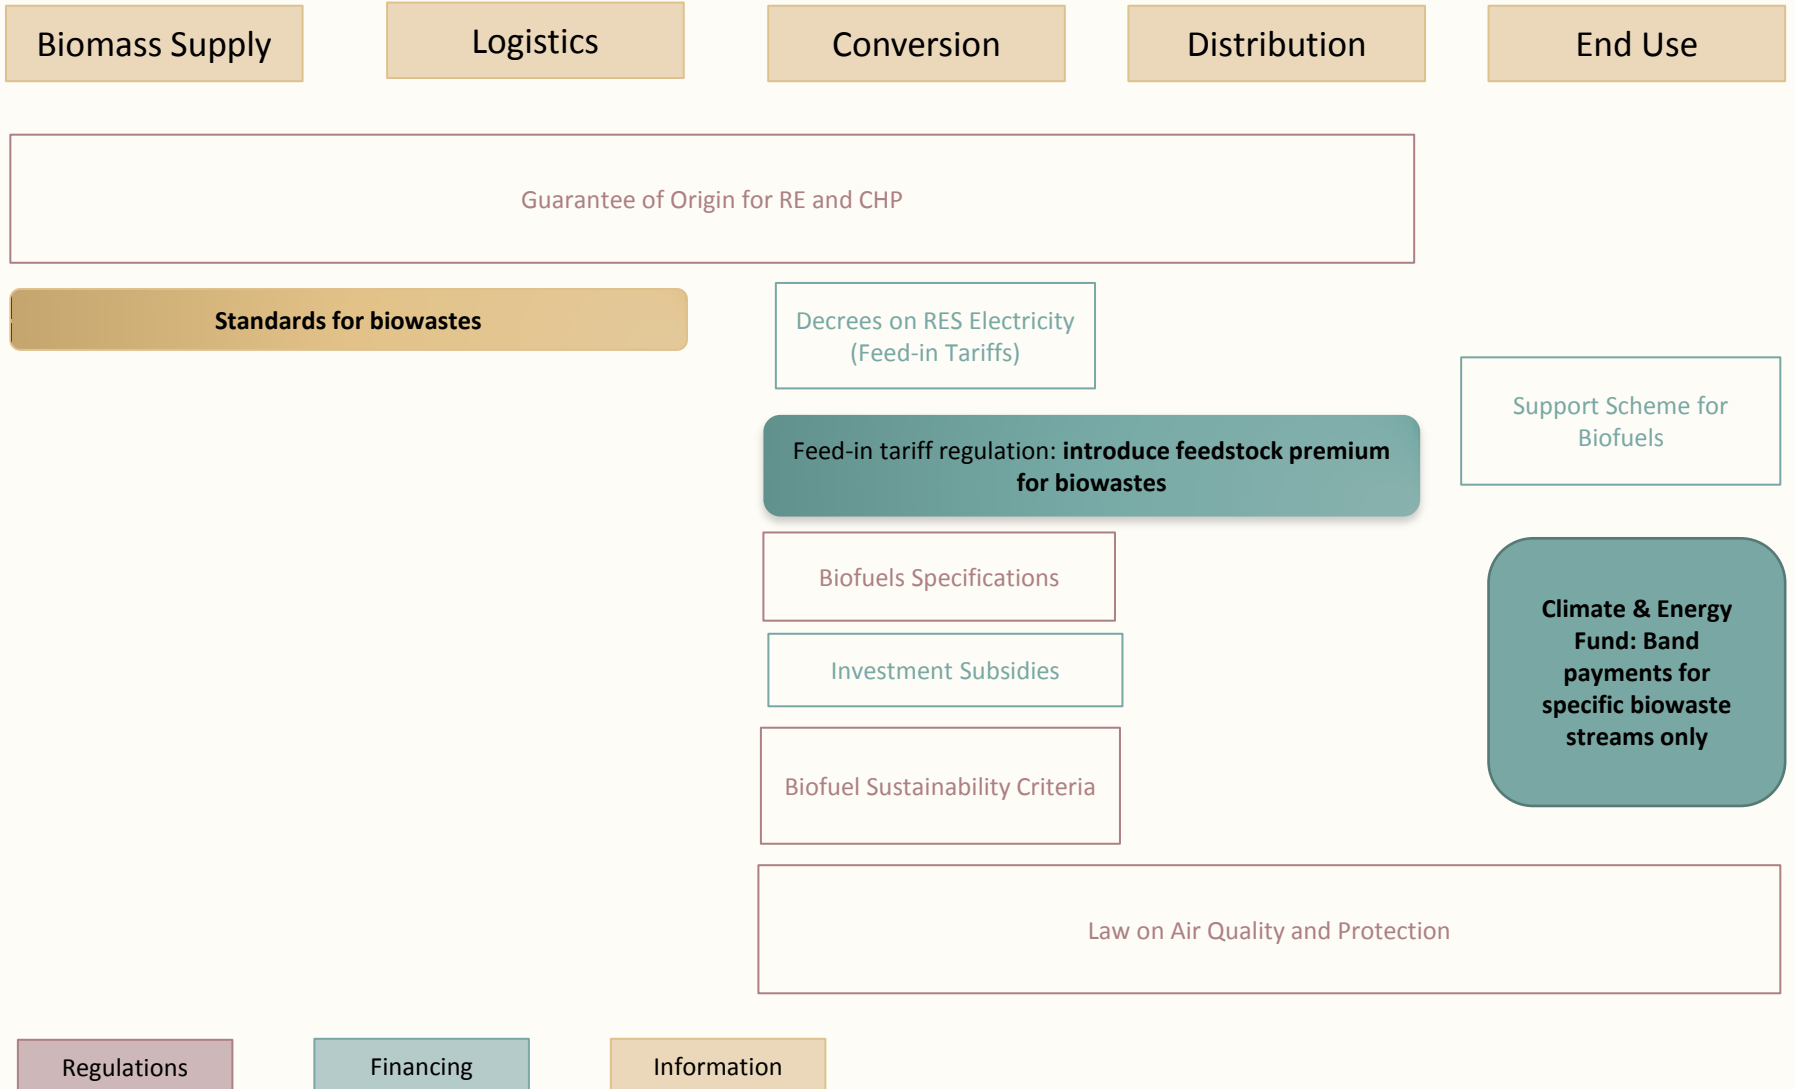 Biomass Supply
Logistics
Conversion
Distribution
End Use
Guarantee of Origin for RE and CHP
Standards for biowastes
Decrees on RES Electricity
(Feed-in Tariffs)
Support Scheme for
Biofuels
Feed-in tariff regulation: introduce feedstock premium
for biowastes
Biofuels Specifications
Climate & Energy
Fund: Band
payments for
specific biowaste
streams only
Investment Subsidies
Biofuel Sustainability Criteria
Law on Air Quality and Protection
Regulations
Financing
Information